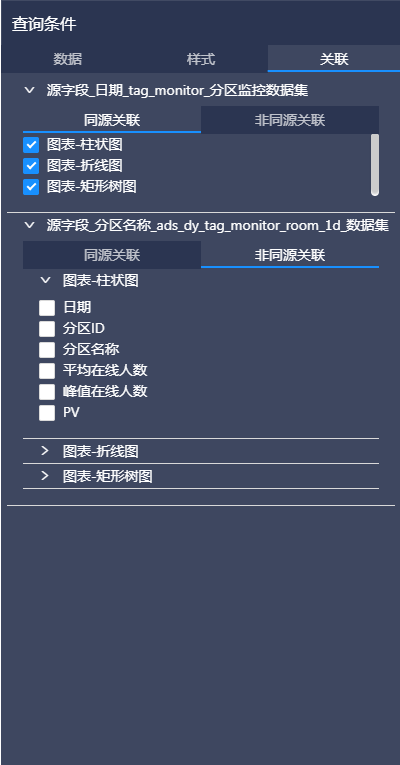 查询条件
数据 样式 关联
源字段_日期_tag_monitor_分区监控数据集
同源关联 非同源关联
图表-柱状图
图表-折线图
图表-矩形树图
源字段_分区名称_ads_dy_tag_monitor_room_1d_数据集
同源关联 非同源关联
图表-柱状图
日期
分区ID
分区名称
平均在线人数
峰值在线人数
PV
图表-折线图
图表-矩形树图